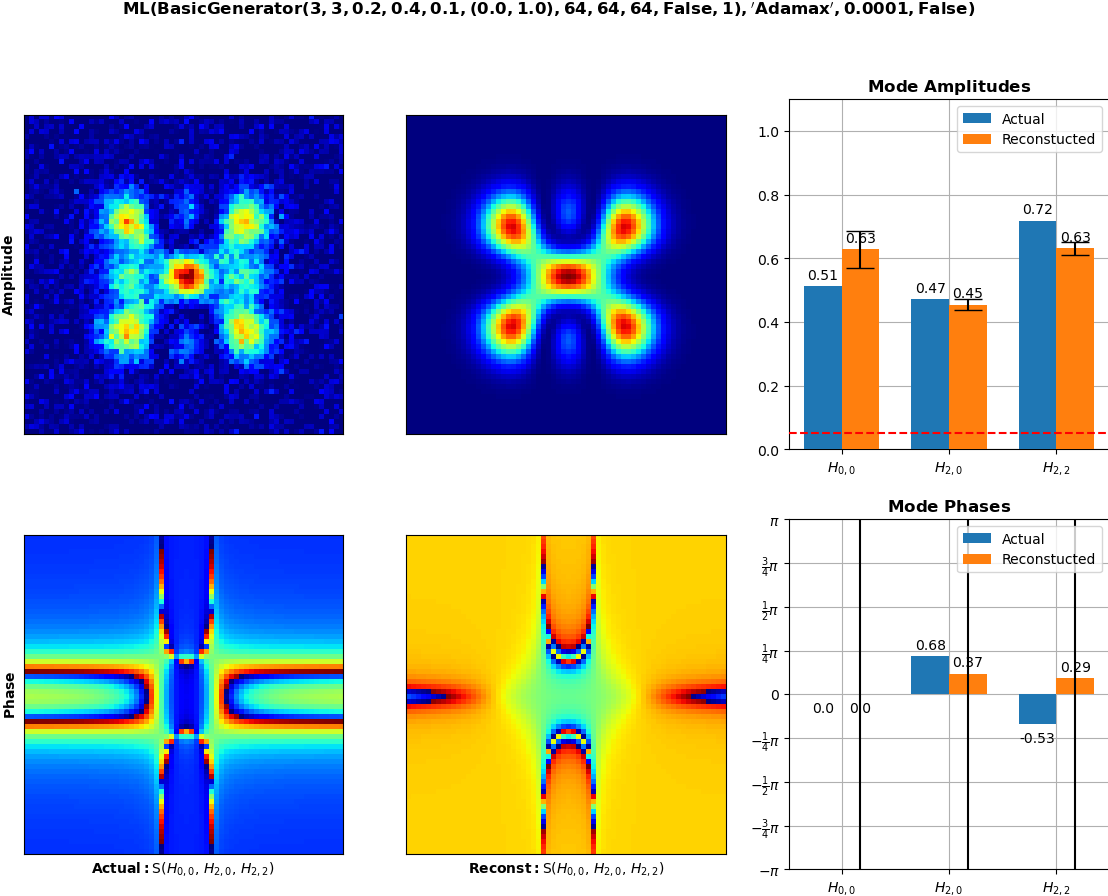 ML(BasicGenerator(3, 3, 0.2, 0.4, 0.1, (0.0, 1.0), 64, 64, 64, False, 1), ′Adamax′, 0.0001, False)
Mode Amplitudes
Actual
Reconstucted
1.0
0.8
0.6
0.4
0.2
0.0
0.51
0.63
0.47
0.45
0.72
0.63
H0,0
H2,0
H2,2
Amplitude
Mode Phases
Actual
Reconstucted
π
3/4π
1/2π
1/4π
0
−1/4π
−1/2π
−3/4π
−π
0.0
0.0
0.68
0.37
-0.53
0.29
H0,0
H2,0
H2,2
Phase
Actual: S(H0,0, H2,0, H2,2)
Reconst: S(H0,0, H2,0, H2,2)